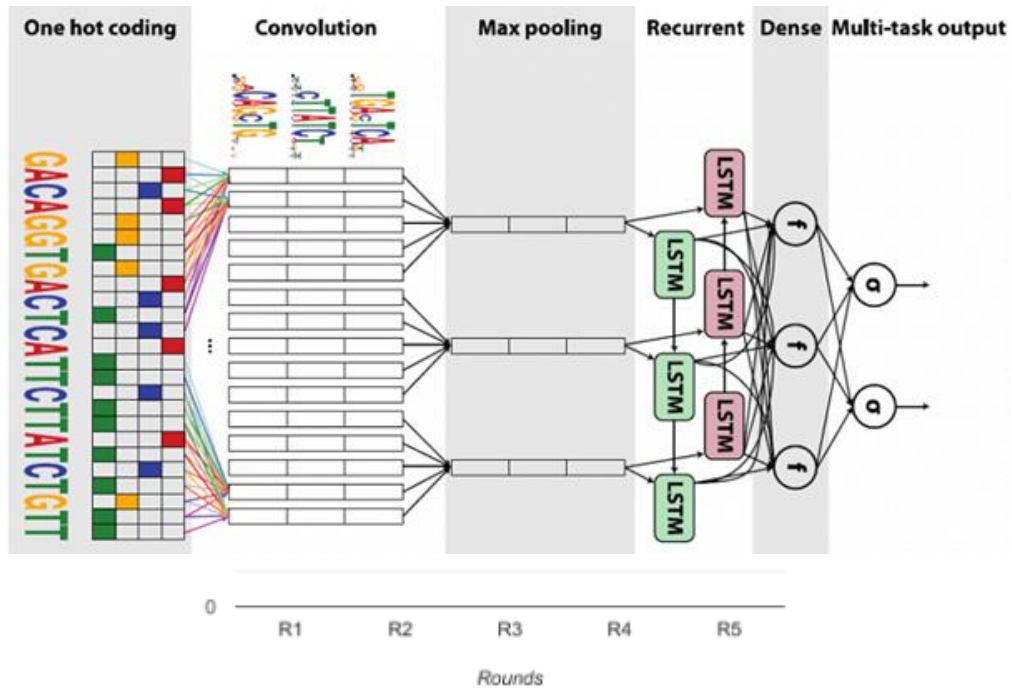 One hot coding
Convolution
Max pooling
Recurrent
Dense
Multi-task output
GACAGGTGACTCATTCTTATCTGTT
...
LSTM
LSTM
LSTM
LSTM
LSTM
LSTM
f
f
f
σ
σ
0
R1 R2 R3 R4 R5
Rounds